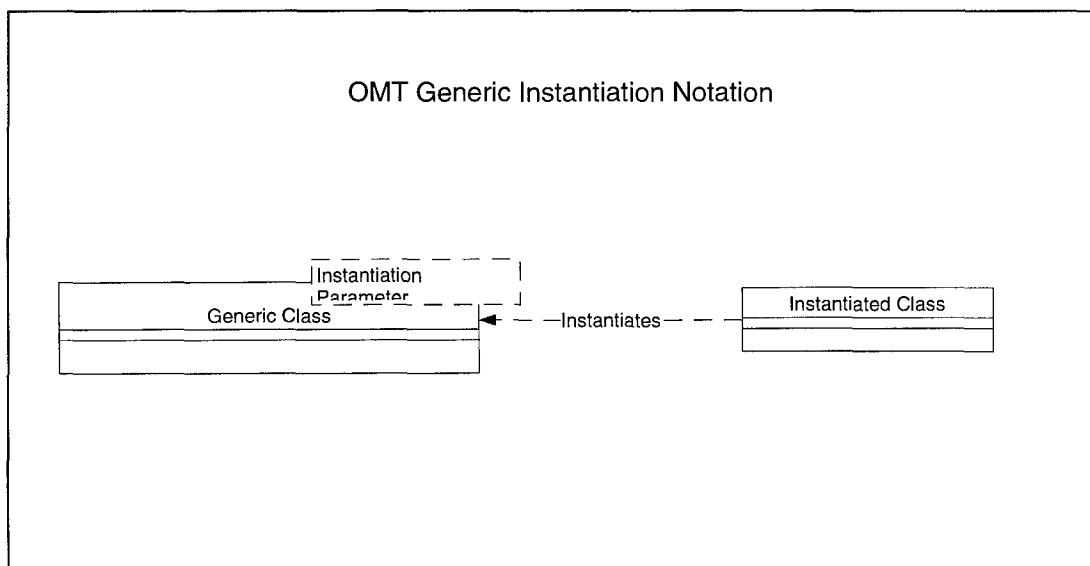 OMT Generic Instantiation Notation
Instantiation
Parameter
Generic Class
Instantiates
Instantiated Class